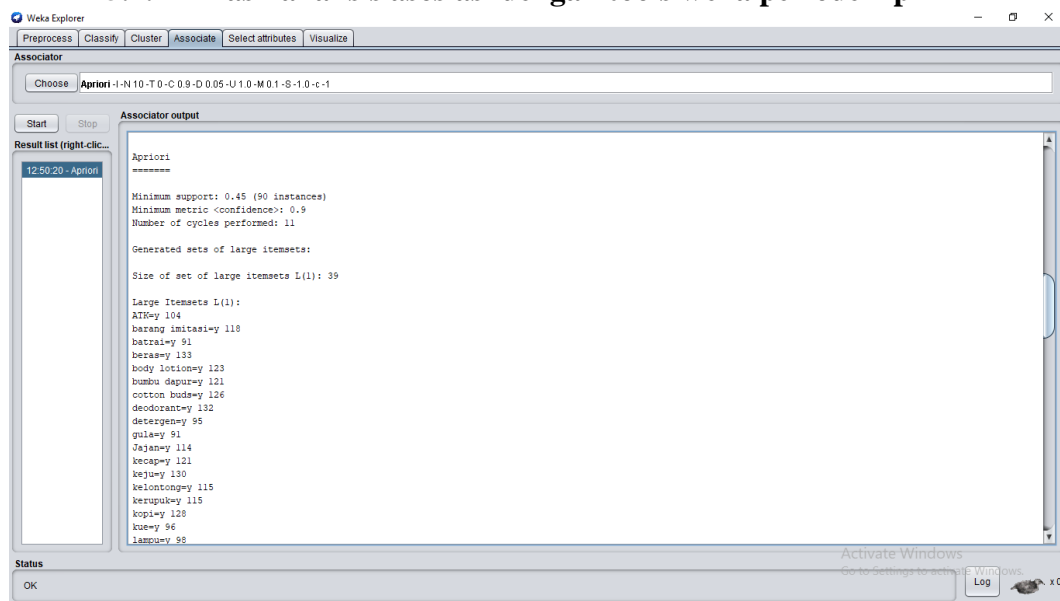 Weka Explorer
Preprocess Classify Cluster Associate Select attributes Visualize
Associator
Choose Apriori -I -N 10 -T 0 -C 0.9 -D 0.05 -U 1.0 -M 0.1 -S -1.0 -c -1
Start Stop
Associator output
Result list (right-clic...
12:50:20 - Apriori
Apriori
=======
Minimum support: 0.45 (90 instances)
Minimum metric <confidence>: 0.9
Number of cycles performed: 11
Generated sets of large itemsets:
Size of set of large itemsets L(1): 39
Large Itemsets L(1):
ATK=y 104
barang imitasi=y 118
batrai=y 91
beras=y 133
body lotion=y 123
bumbu dapur=y 121
cotton buds=y 126
deodorant=y 132
detergen=y 95
gula=y 91
Jajan=y 114
kecap=y 121
keju=y 130
kelontong=y 115
kerupuk=y 115
kopi=y 128
kue=y 96
lampu=y 98
Activate Windows
Go to Settings to activate Windows.
Status
OK
Log
x 0